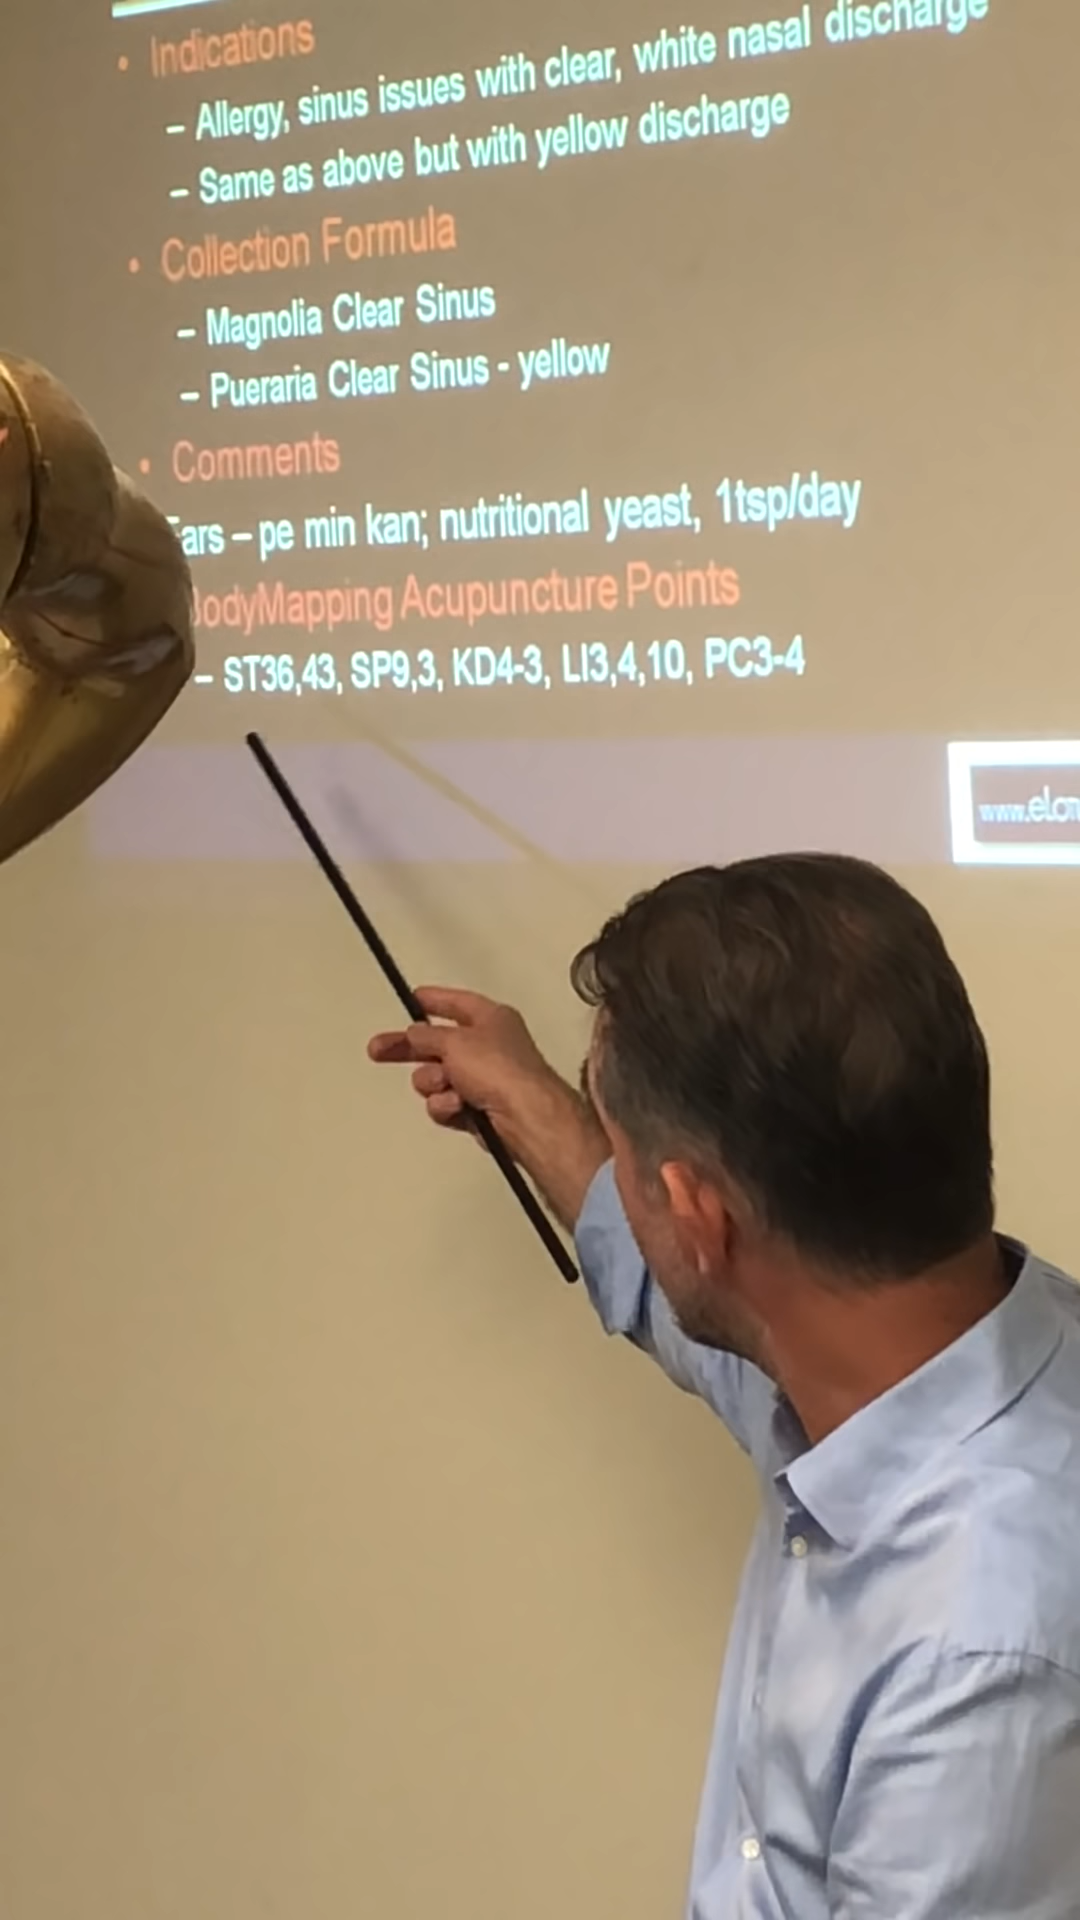 • Indications
– Allergy, sinus issues with clear, white nasal discharge
– Same as above but with yellow discharge
• Collection Formula
– Magnolia Clear Sinus
– Pueraria Clear Sinus - yellow
• Comments
ars – pe min kan; nutritional yeast, 1tsp/day
odyMapping Acupuncture Points
– ST36,43, SP9,3, KD4-3, LI3,4,10, PC3-4
www.elo